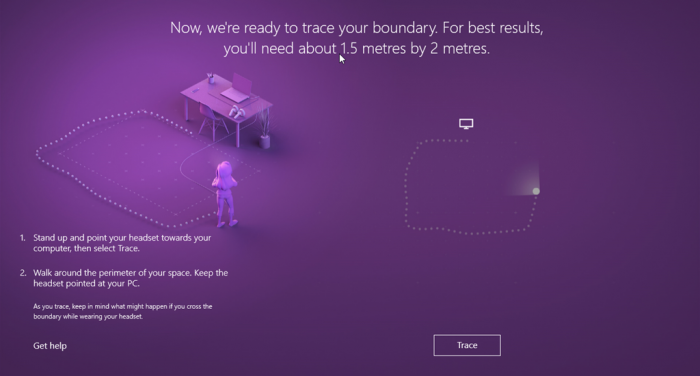 Now, we're ready to trace your boundary. For best results,
you'll need about 1.5 metres by 2 metres.
1. Stand up and point your headset towards your
computer, then select Trace.
2. Walk around the perimeter of your space. Keep the
headset pointed at your PC.
As you trace, keep in mind what might happen if you cross the
boundary while wearing your headset.
Get help
Trace